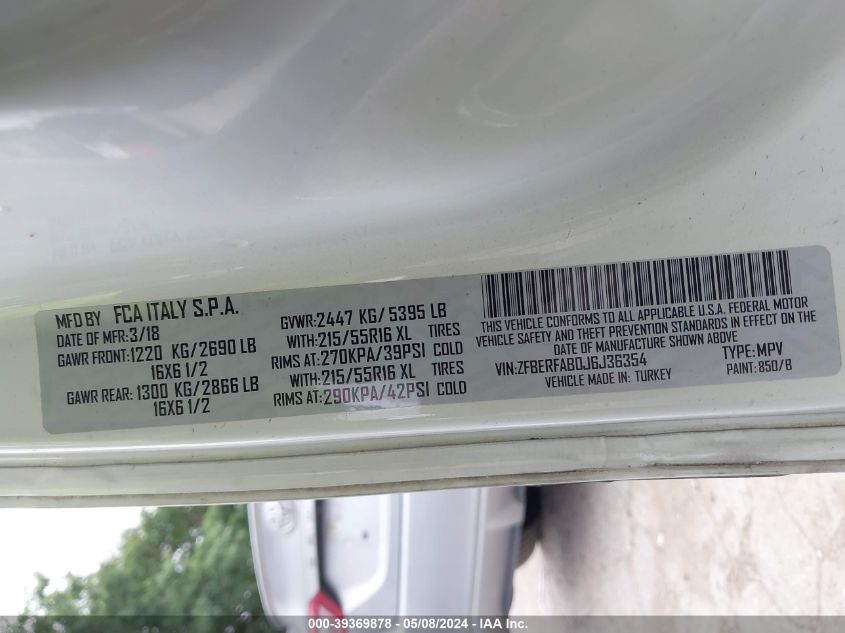 MFD BY FCA ITALY S.P.A.
DATE OF MFR: 3/18
GAWR FRONT: 1220 KG/2690 LB
16X6 1/2
GAWR REAR: 1300 KG/2866 LB
16X6 1/2
GVWR: 2447 KG/ 5395 LB
WITH: 215/55R16 XL TIRES
RIMS AT: 270KPA/39PSI COLD
WITH: 215/55R16 XL TIRES
RIMS AT: 290KPA/42PSI COLD
THIS VEHICLE CONFORMS TO ALL APPLICABLE U.S.A. FEDERAL MOTOR
VEHICLE SAFETY AND THEFT PREVENTION STANDARDS IN EFFECT ON THE
DATE OF MANUFACTURE SHOWN ABOVE
VIN: ZFBERFAB0J6J36354 TYPE: MPV
VEHICLE MADE IN: TURKEY PAINT: 850/B
000-39369878 - 05/08/2024 - IAA Inc.